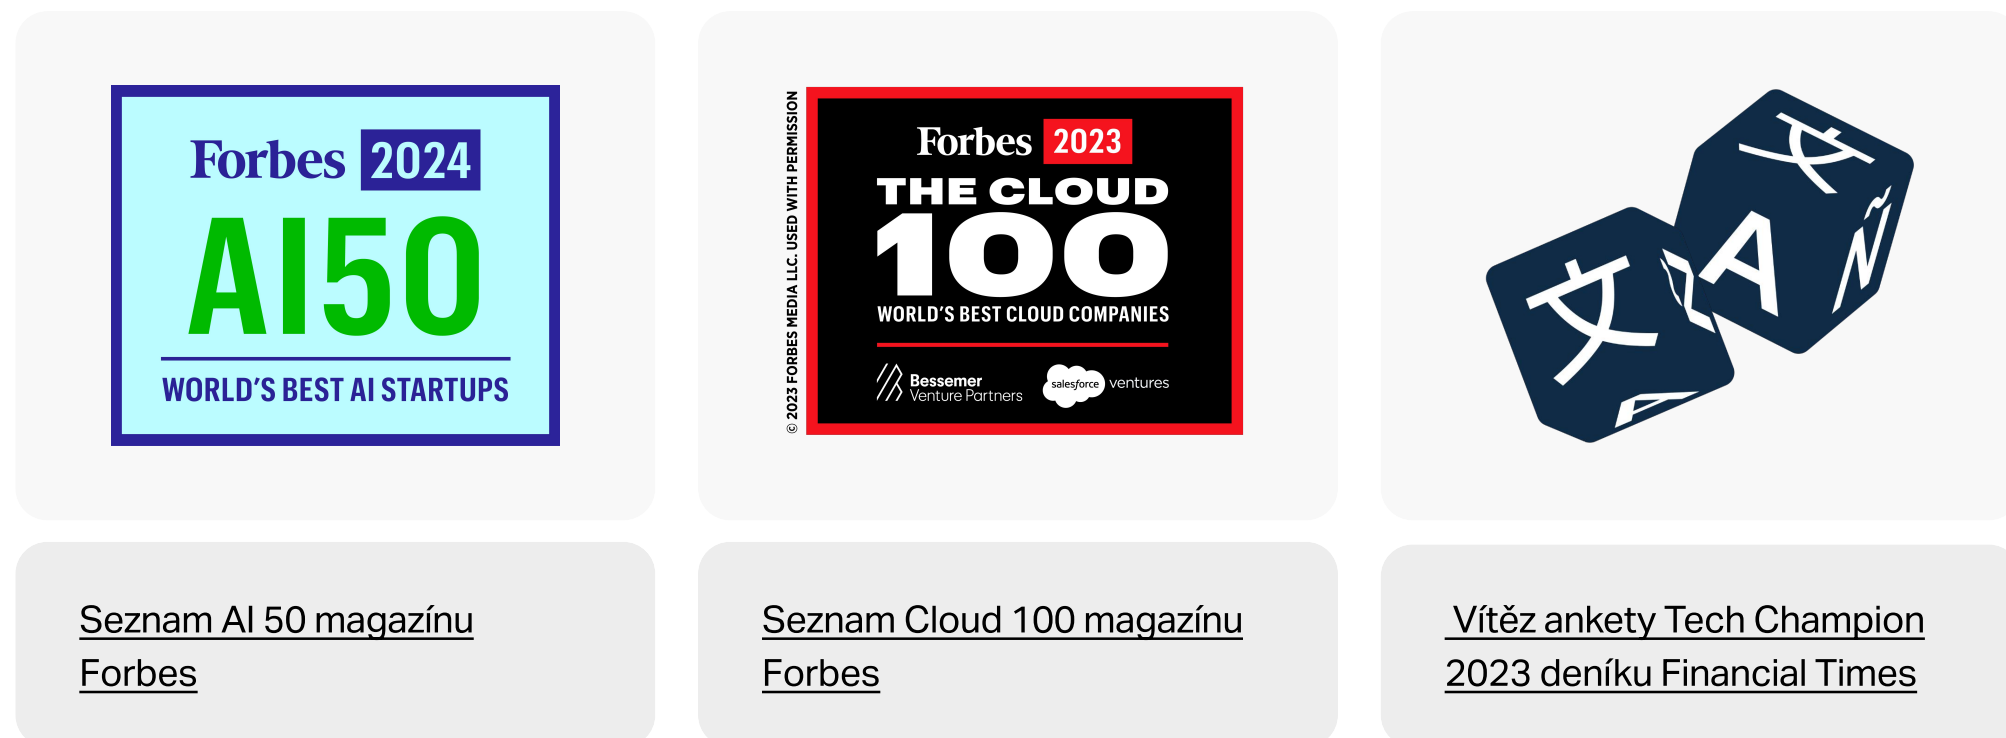 Forbes 2024
AI50
WORLD'S BEST AI STARTUPS
Seznam AI 50 magazínu
Forbes
© 2023 FORBES MEDIA LLC. USED WITH PERMISSION
Forbes 2023
THE CLOUD
100
WORLD'S BEST CLOUD COMPANIES
Bessemer
Venture Partners
salesforce ventures
Seznam Cloud 100 magazínu
Forbes
文
A
Ñ
文
Ñ
A
Vítěz ankety Tech Champion
2023 deníku Financial Times